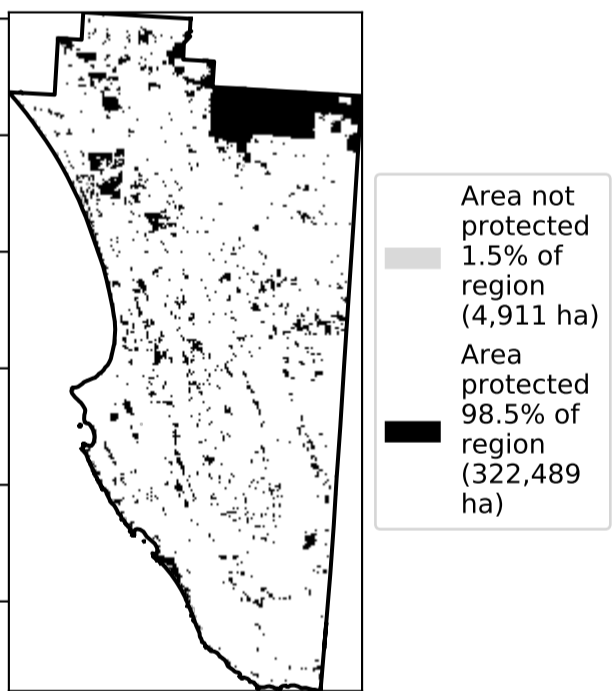 Area not
protected
1.5% of
region
(4,911 ha)
Area
protected
98.5% of
region
(322,489
ha)